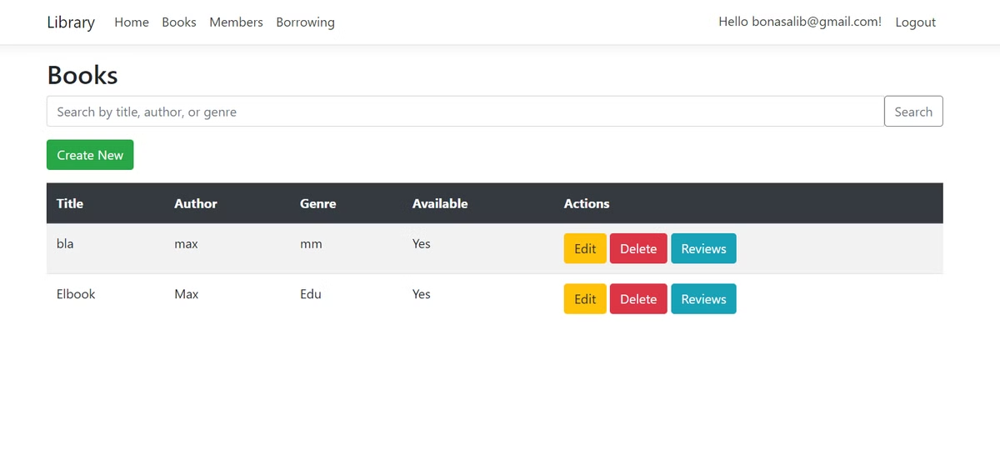 Library Home Books Members Borrowing Hello bonasalib@gmail.com! Logout
Books
Search by title, author, or genre Search
Create New
Title Author Genre Available Actions
bla max mm Yes Edit Delete Reviews
Elbook Max Edu Yes Edit Delete Reviews